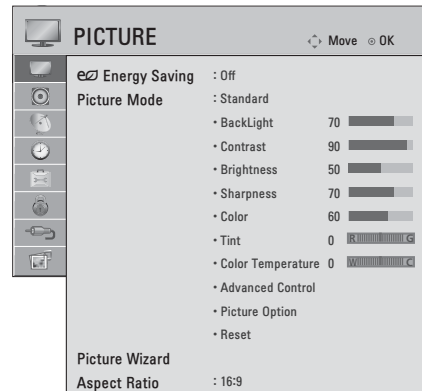 PICTURE Move OK
Energy Saving : Off
Picture Mode : Standard
• BackLight 70
• Contrast 90
• Brightness 50
• Sharpness 70
• Color 60
• Tint 0 R G
• Color Temperature 0 W C
• Advanced Control
• Picture Option
• Reset
Picture Wizard
Aspect Ratio : 16:9